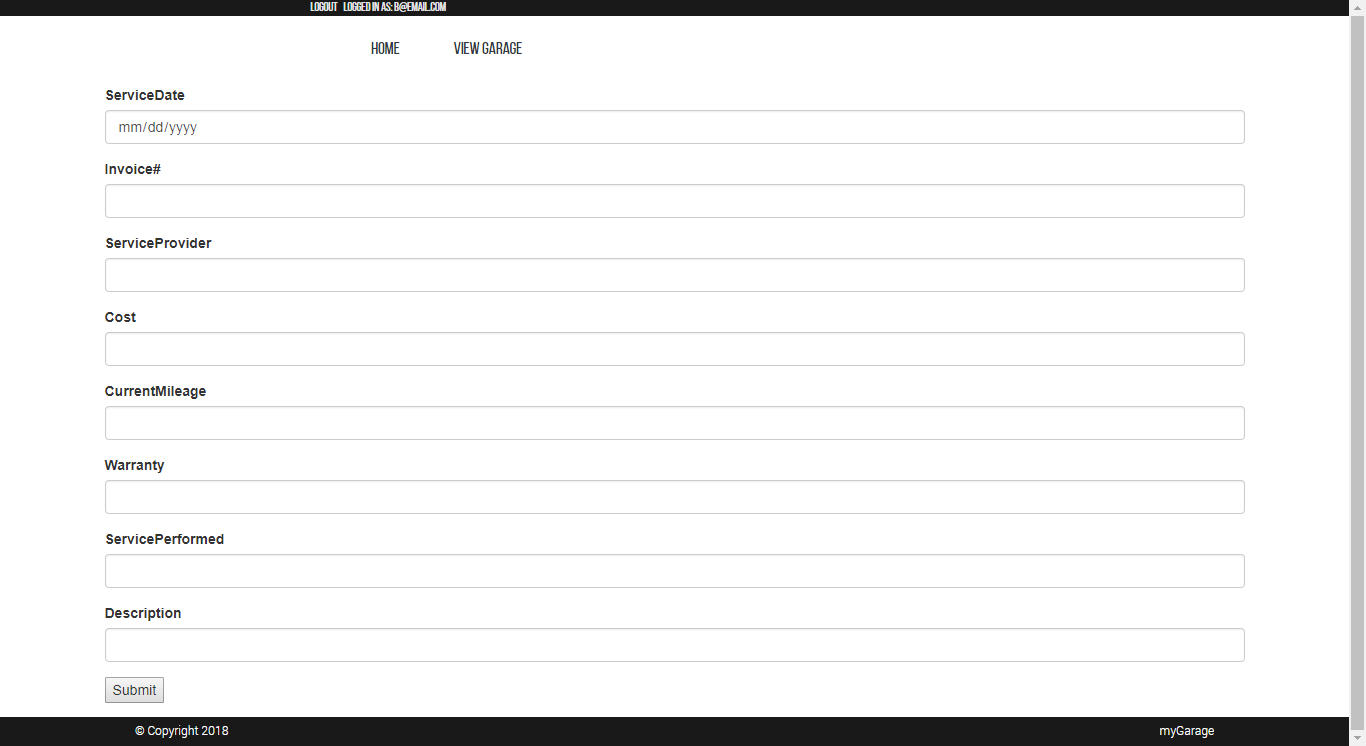 LOGOUT LOGGED IN AS: B@EMAIL.COM
HOME VIEW GARAGE
ServiceDate
mm/dd/yyyy
Invoice#
ServiceProvider
Cost
CurrentMileage
Warranty
ServicePerformed
Description
Submit
© Copyright 2018 myGarage